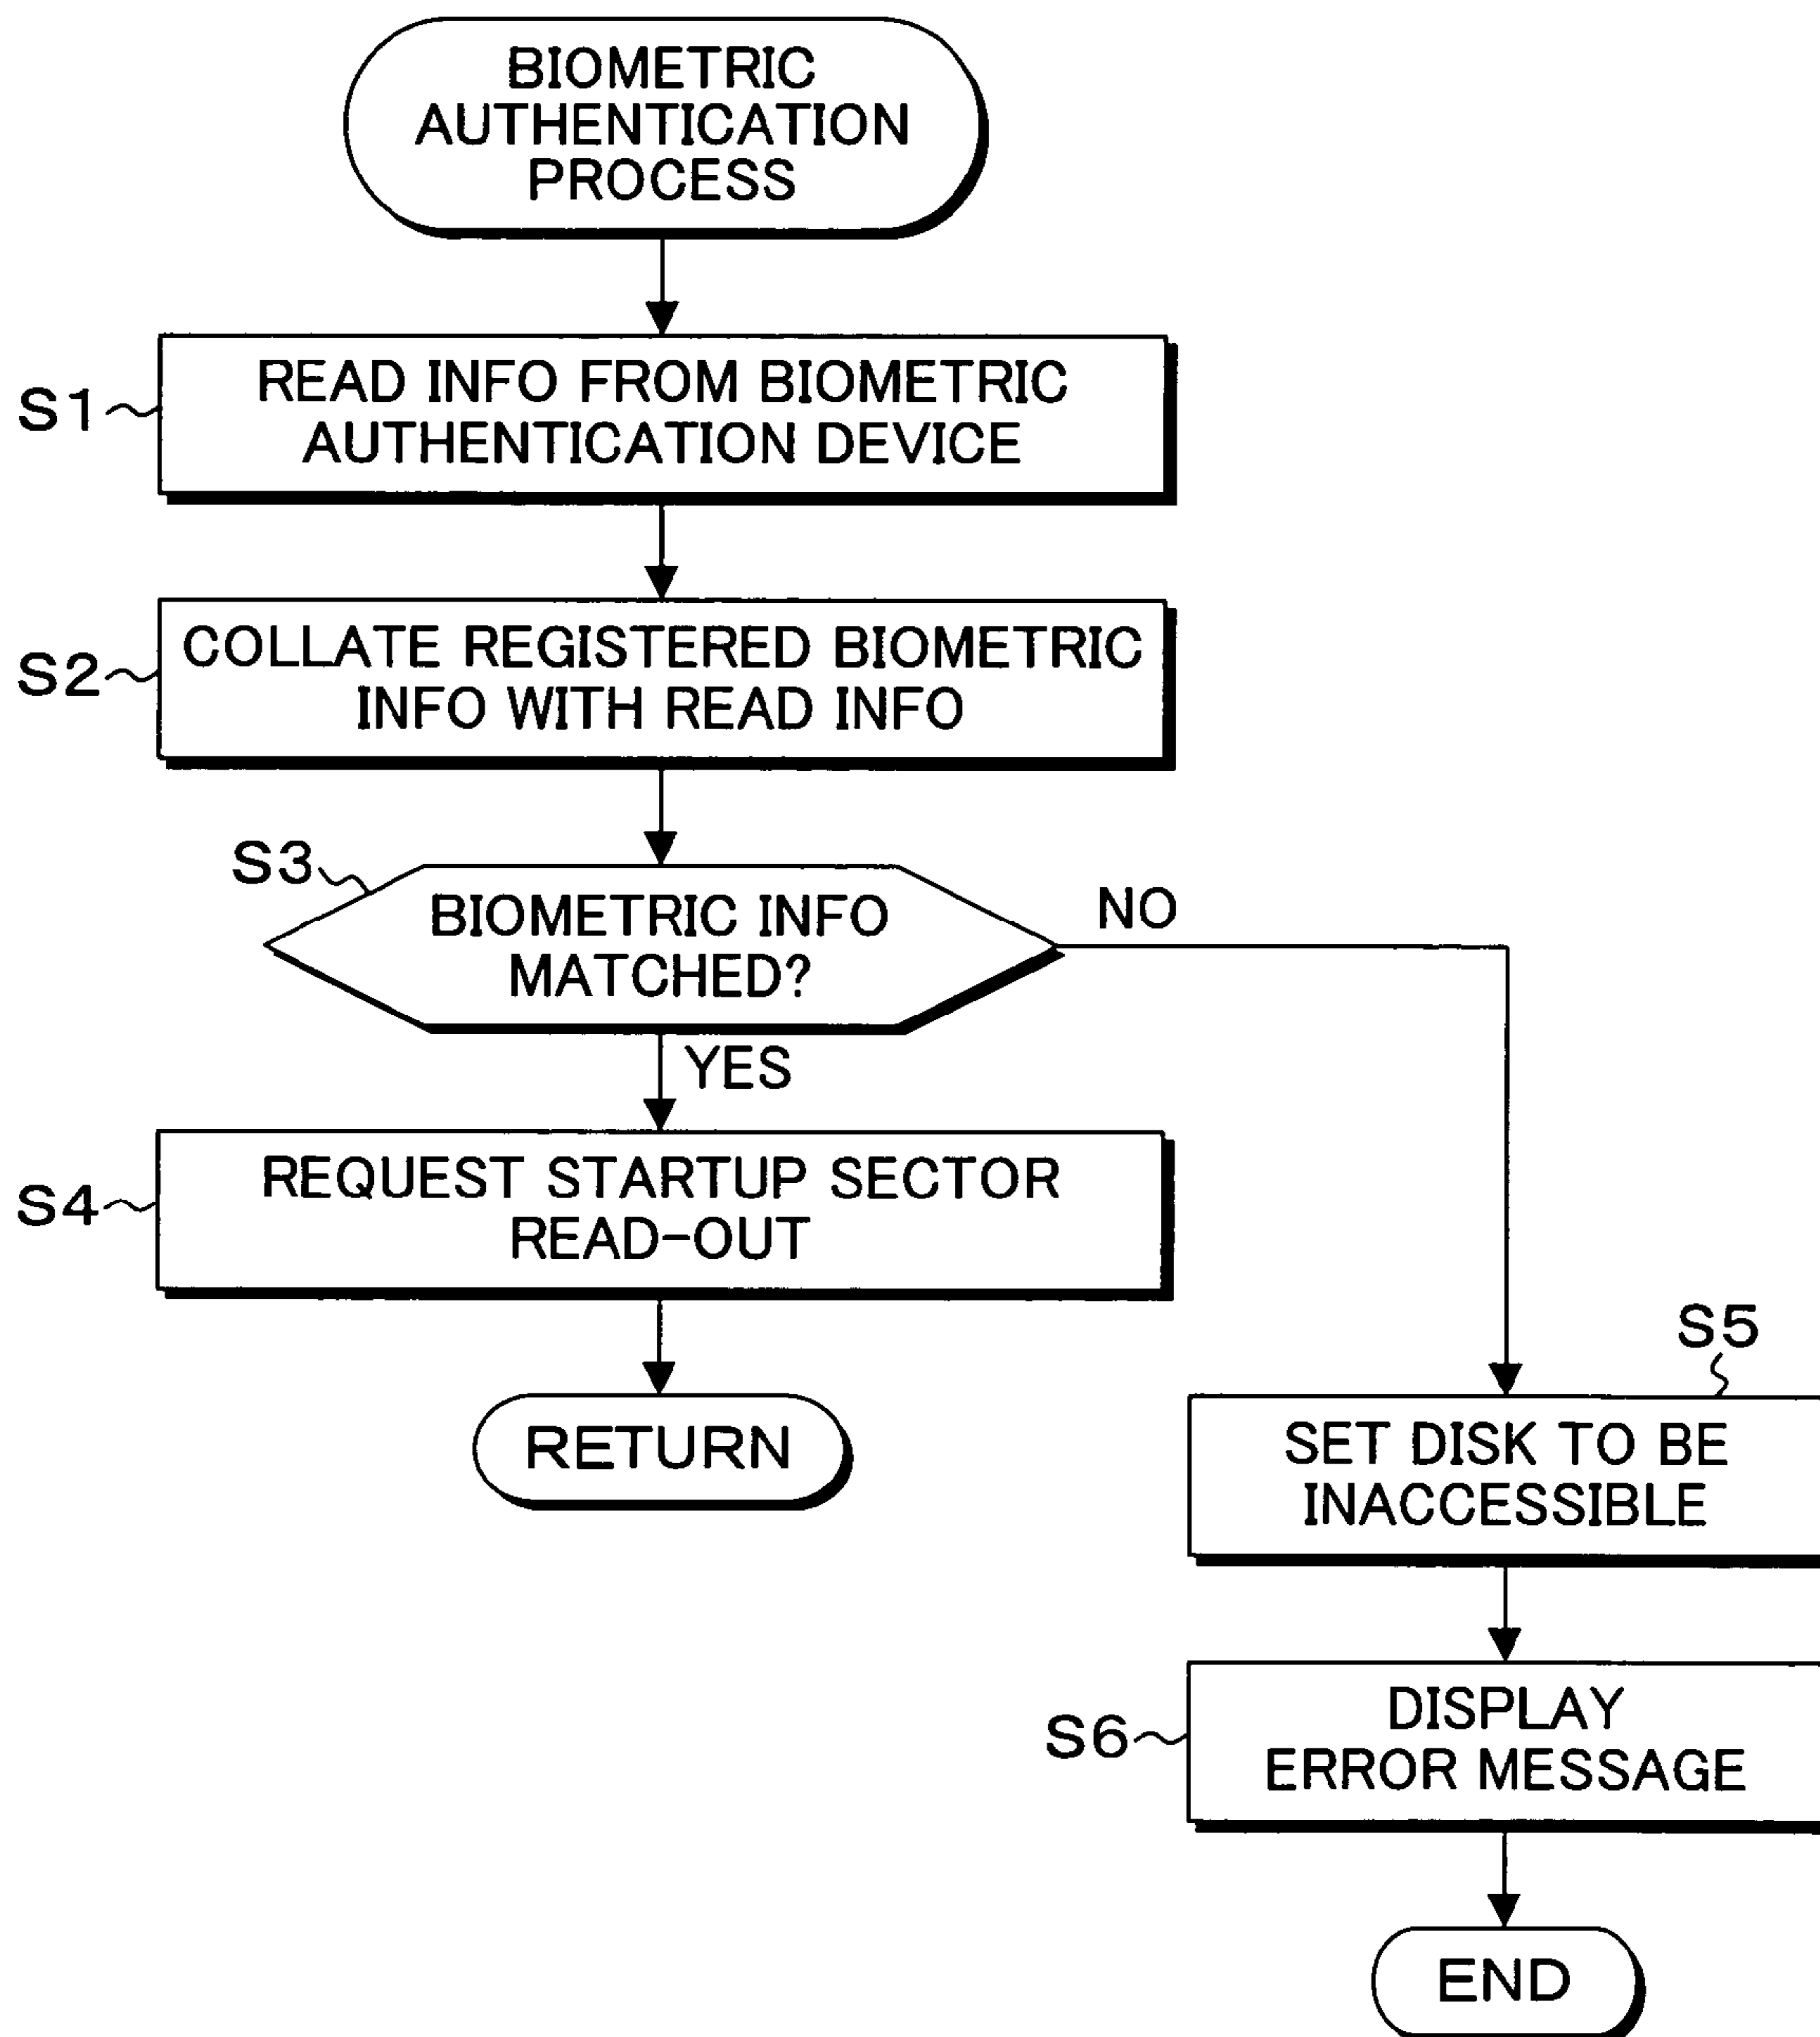 BIOMETRIC
AUTHENTICATION
PROCESS
S1
READ INFO FROM BIOMETRIC
AUTHENTICATION DEVICE
S2
COLLATE REGISTERED BIOMETRIC
INFO WITH READ INFO
S3
BIOMETRIC INFO
MATCHED?
NO
YES
S4
REQUEST STARTUP SECTOR
READ-OUT
RETURN
S5
SET DISK TO BE
INACCESSIBLE
S6
DISPLAY
ERROR MESSAGE
END